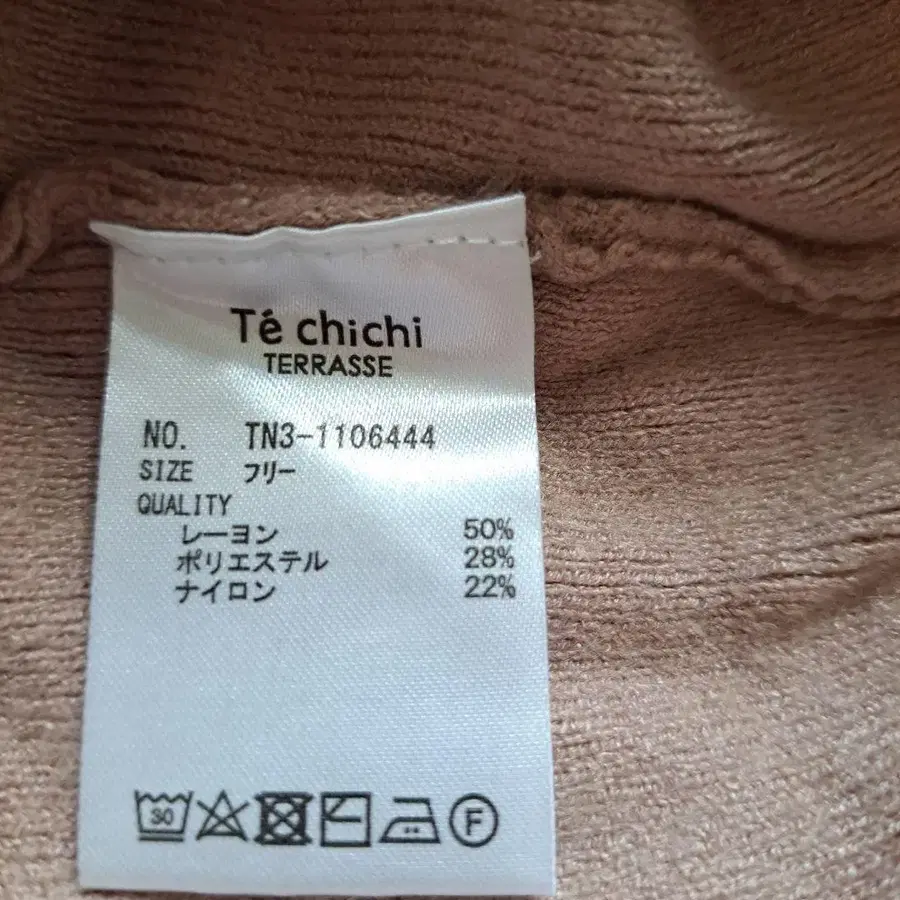 Té chichi
TERRASSE
NO. TN3-1106444
SIZE フリー
QUALITY
レーヨン 50%
ポリエステル 28%
ナイロン 22%
30 F